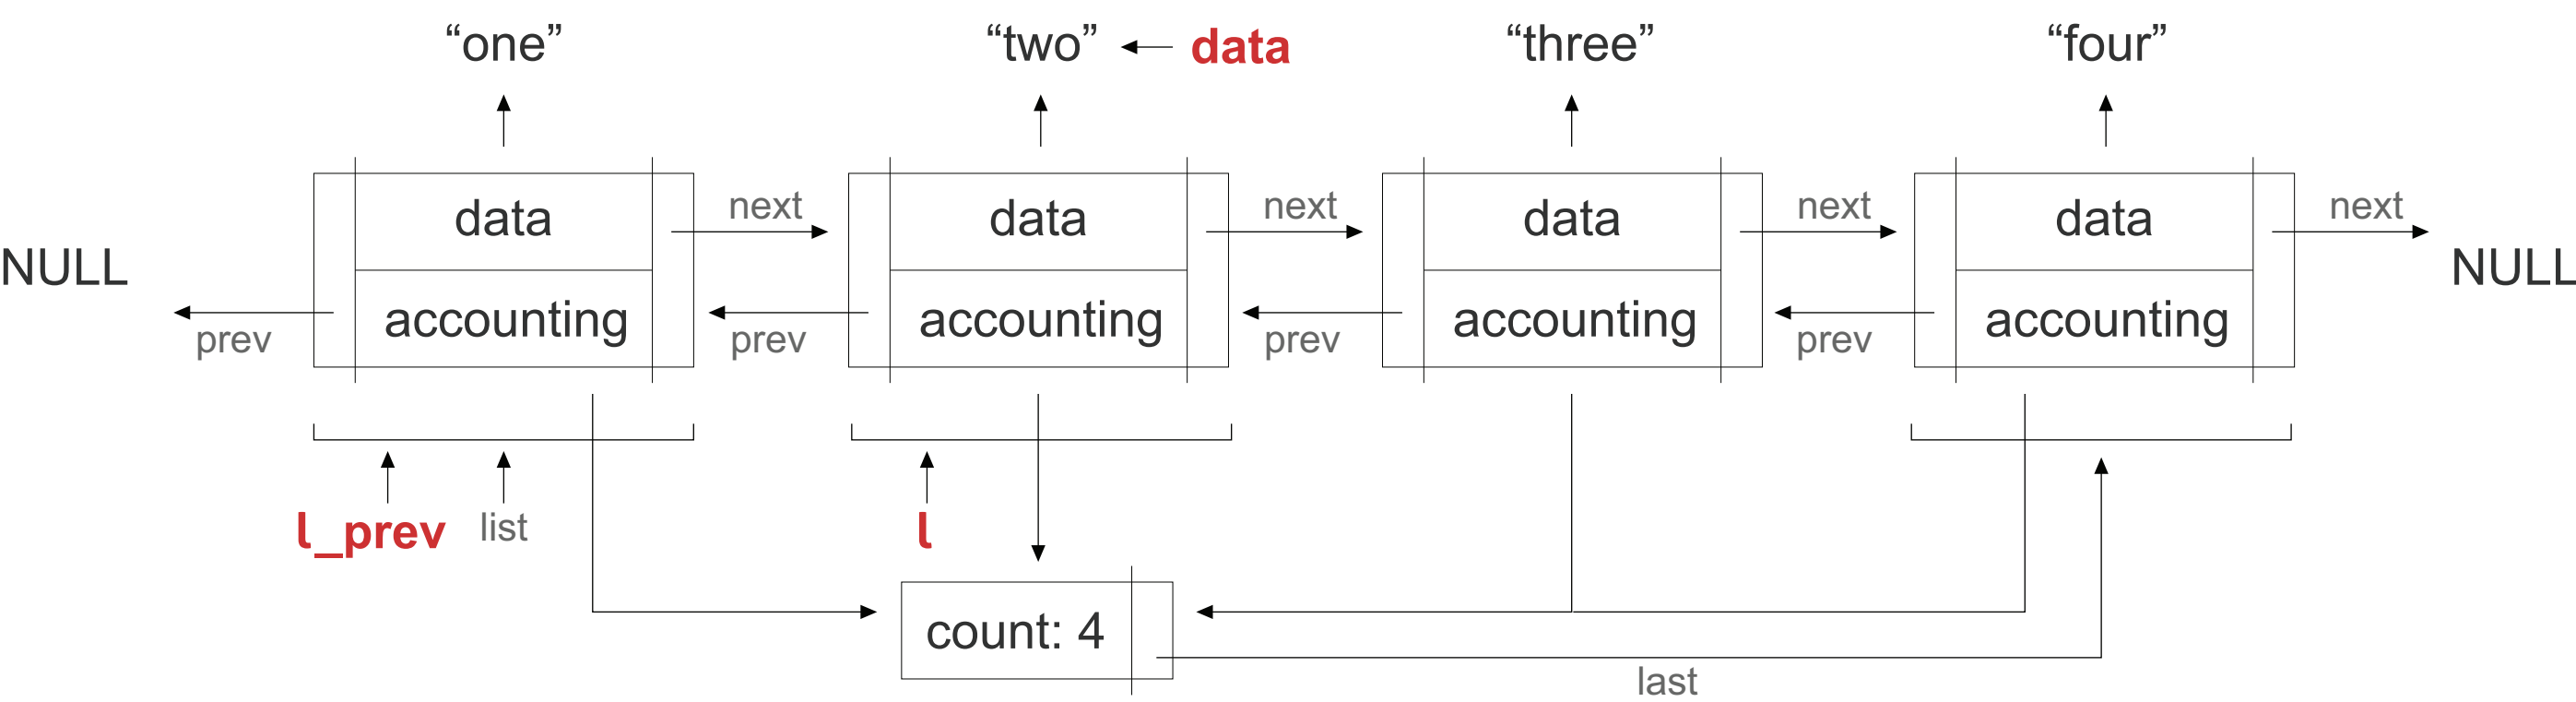 “one”
“two”
data
“three”
“four”
data
next
data
next
data
next
data
next
NULL
NULL
accounting
accounting
accounting
accounting
prev
prev
prev
prev
l_prev
list
l
count: 4
last